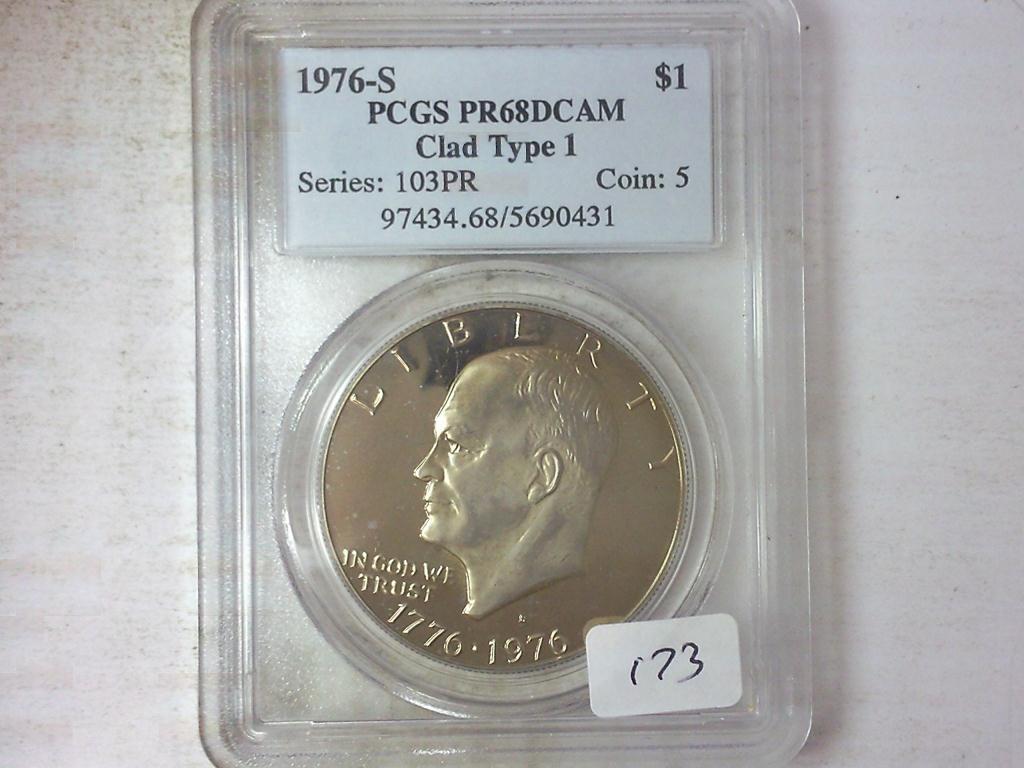 1976-S $1
PCGS PR68DCAM
Clad Type 1
Series: 103PR Coin: 5
97434.68/5690431
LIBERTY
IN GOD WE
TRUST
1776·1976
173